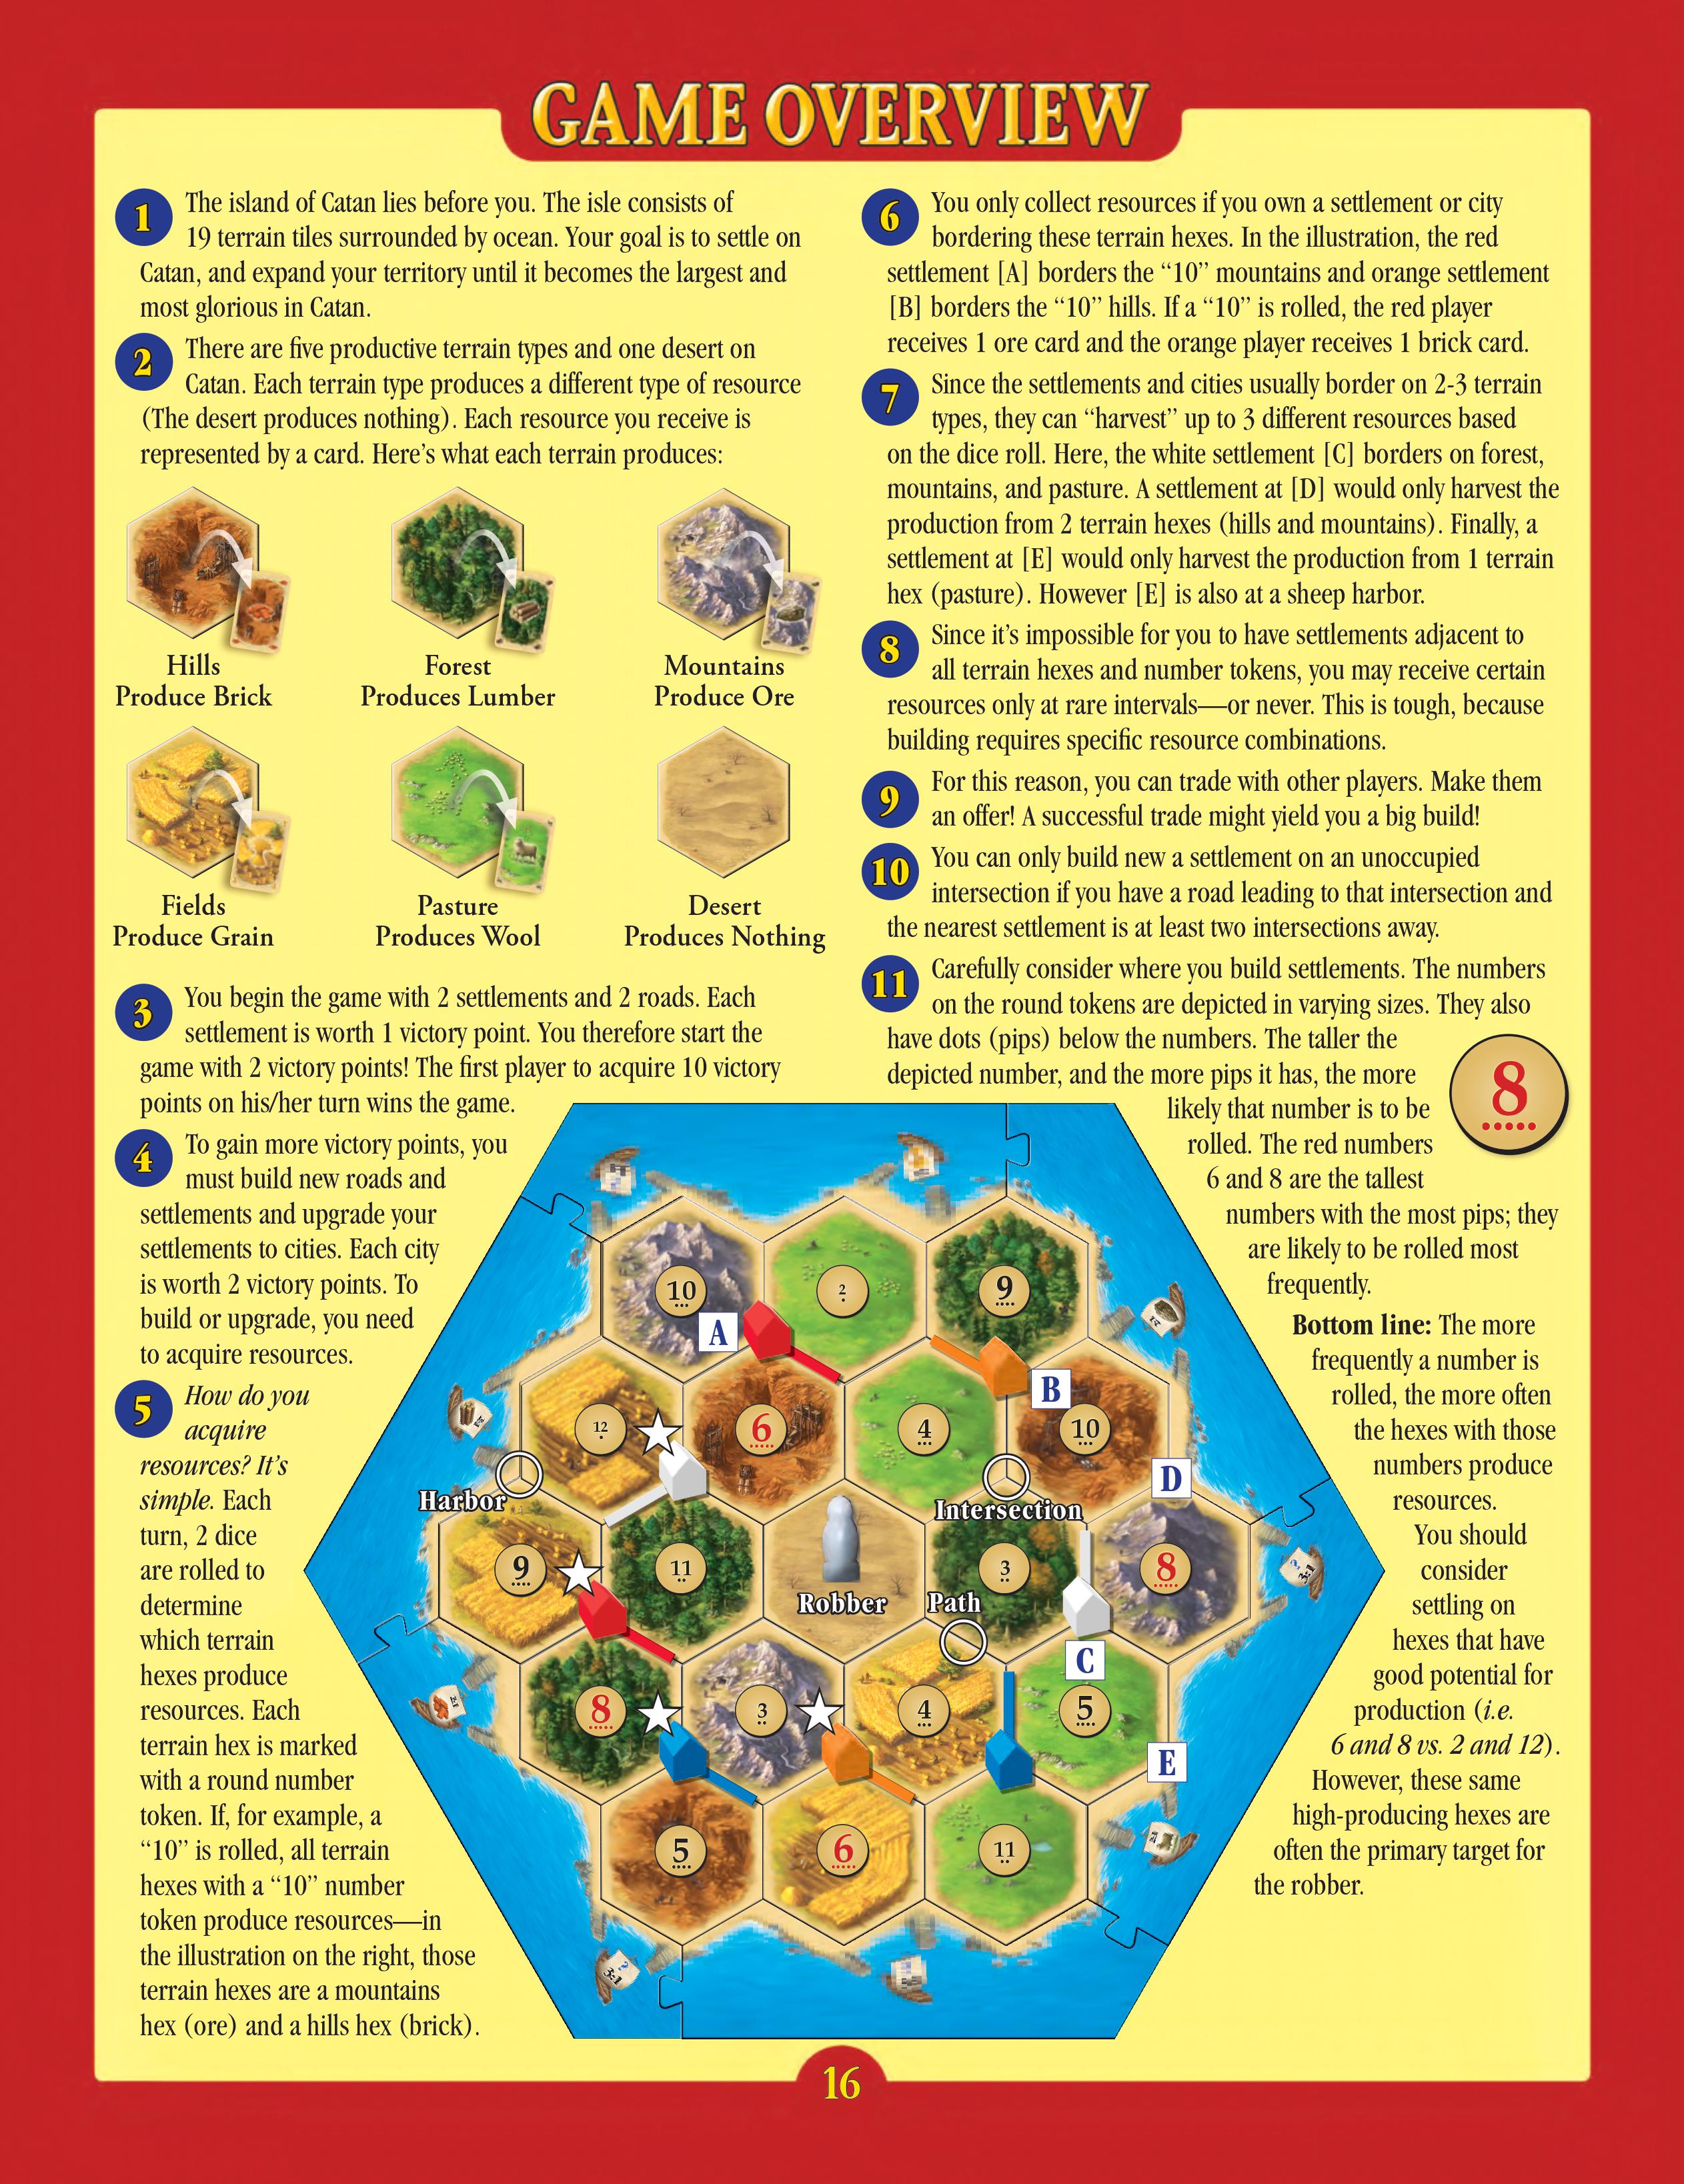 GAME OVERVIEW
1
The island of Catan lies before you. The isle consists of
19 terrain tiles surrounded by ocean. Your goal is to settle on
Catan, and expand your territory until it becomes the largest and
most glorious in Catan.
2
There are five productive terrain types and one desert on
Catan. Each terrain type produces a different type of resource
(The desert produces nothing). Each resource you receive is
represented by a card. Here’s what each terrain produces:
Hills
Produce Brick
Forest
Produces Lumber
Mountains
Produce Ore
Fields
Produce Grain
Pasture
Produces Wool
Desert
Produces Nothing
3
You begin the game with 2 settlements and 2 roads. Each
settlement is worth 1 victory point. You therefore start the
game with 2 victory points! The first player to acquire 10 victory
points on his/her turn wins the game.
4
To gain more victory points, you
must build new roads and
settlements and upgrade your
settlements to cities. Each city
is worth 2 victory points. To
build or upgrade, you need
to acquire resources.
5
How do you
acquire
resources? It’s
simple. Each
turn, 2 dice
are rolled to
determine
which terrain
hexes produce
resources. Each
terrain hex is marked
with a round number
token. If, for example, a
“10” is rolled, all terrain
hexes with a “10” number
token produce resources—in
the illustration on the right, those
terrain hexes are a mountains
hex (ore) and a hills hex (brick).
6
You only collect resources if you own a settlement or city
bordering these terrain hexes. In the illustration, the red
settlement [A] borders the “10” mountains and orange settlement
[B] borders the “10” hills. If a “10” is rolled, the red player
receives 1 ore card and the orange player receives 1 brick card.
7
Since the settlements and cities usually border on 2-3 terrain
types, they can “harvest” up to 3 different resources based
on the dice roll. Here, the white settlement [C] borders on forest,
mountains, and pasture. A settlement at [D] would only harvest the
production from 2 terrain hexes (hills and mountains). Finally, a
settlement at [E] would only harvest the production from 1 terrain
hex (pasture). However [E] is also at a sheep harbor.
8
Since it’s impossible for you to have settlements adjacent to
all terrain hexes and number tokens, you may receive certain
resources only at rare intervals—or never. This is tough, because
building requires specific resource combinations.
9
For this reason, you can trade with other players. Make them
an offer! A successful trade might yield you a big build!
10
You can only build new a settlement on an unoccupied
intersection if you have a road leading to that intersection and
the nearest settlement is at least two intersections away.
11
Carefully consider where you build settlements. The numbers
on the round tokens are depicted in varying sizes. They also
have dots (pips) below the numbers. The taller the
depicted number, and the more pips it has, the more
likely that number is to be
rolled. The red numbers
6 and 8 are the tallest
numbers with the most pips; they
are likely to be rolled most
frequently.
8
Bottom line: The more
frequently a number is
rolled, the more often
the hexes with those
numbers produce
resources.
You should
consider
settling on
hexes that have
good potential for
production (i.e.
6 and 8 vs. 2 and 12).
However, these same
high-producing hexes are
often the primary target for
the robber.
10 2 9
A
B
12 6 4 10
D
Harbor
Intersection
9 11 3 8
Robber Path
C
8 3 4 5
E
5 6 11
3:1
3:1
16